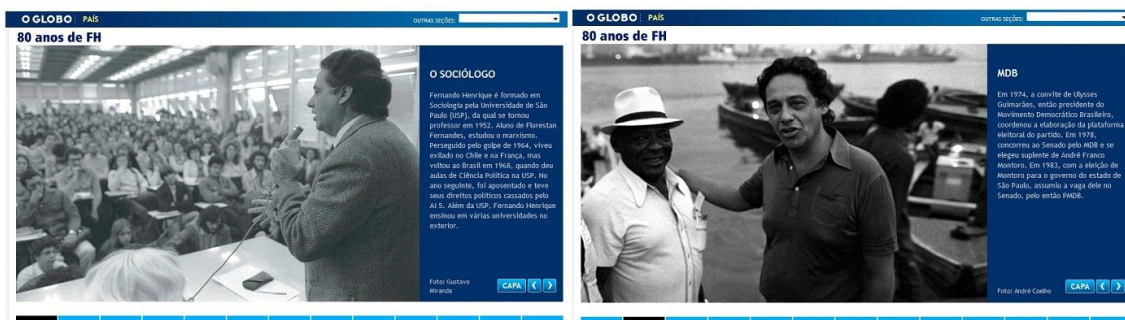 O GLOBO PAÍS
OUTRAS SEÇÕES:
80 anos de FH
O SOCIÓLOGO
Fernando Henrique é formado em
Sociologia pela Universidade de São
Paulo (USP), da qual se tornou
professor em 1952. Aluno de Florestan
Fernandes, estudou o marxismo.
Perseguido pelo golpe de 1964, viveu
exilado no Chile e na França, mas
voltou ao Brasil em 1968, quando deu
aulas de Ciência Política na USP. No
ano seguinte, foi aposentado e teve
seus direitos políticos cassados pelo
AI 5. Além da USP, Fernando Henrique
ensinou em várias universidades no
exterior.
Foto: Gustavo
Miranda
CAPA
O GLOBO PAÍS
OUTRAS SEÇÕES:
80 anos de FH
MDB
Em 1974, a convite de Ulysses
Guimarães, então presidente do
Movimento Democrático Brasileiro,
coordenou a elaboração da plataforma
eleitoral do partido. Em 1978,
concorreu ao Senado pelo MDB e se
elegeu suplente de André Franco
Montoro. Em 1983, com a eleição de
Montoro para o governo do estado de
São Paulo, assumiu a vaga dele no
Senado, pelo então PMDB.
Foto: André Coelho
CAPA